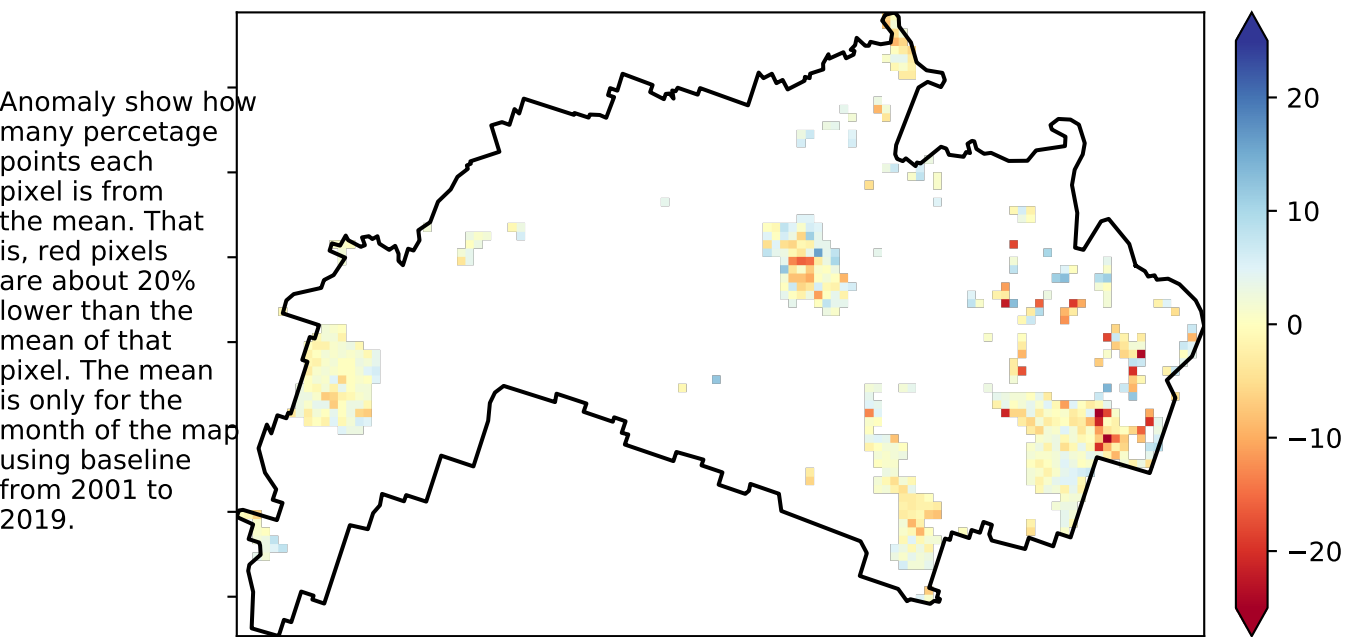 Anomaly show how
many percetage
points each
pixel is from
the mean. That
is, red pixels
are about 20%
lower than the
mean of that
pixel. The mean
is only for the
month of the map
using baseline
from 2001 to
2019.
20
10
0
−10
−20